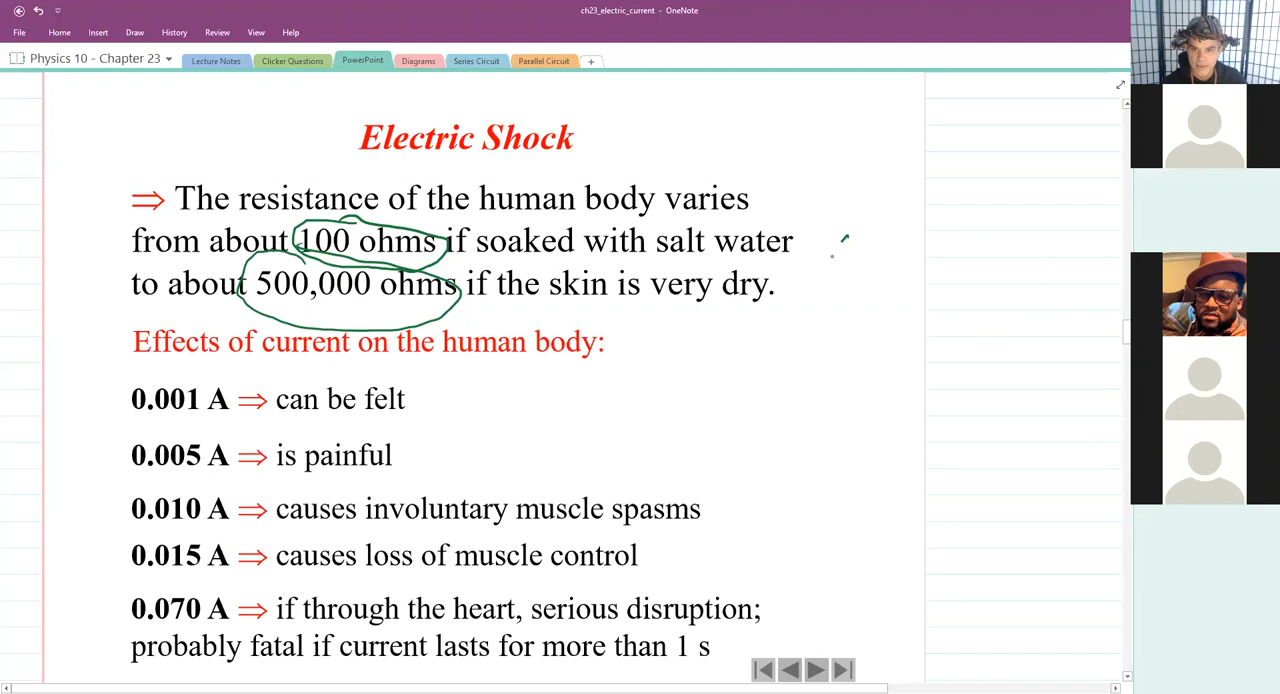 ch23_electric_current - OneNote
File Home Insert Draw History Review View Help
Physics 10 - Chapter 23 Lecture Notes Clicker Questions PowerPoint Diagrams Series Circuit Parallel Circuit
Electric Shock
⇒ The resistance of the human body varies
from about 100 ohms if soaked with salt water
to about 500,000 ohms if the skin is very dry.
Effects of current on the human body:
0.001 A ⇒ can be felt
0.005 A ⇒ is painful
0.010 A ⇒ causes involuntary muscle spasms
0.015 A ⇒ causes loss of muscle control
0.070 A ⇒ if through the heart, serious disruption;
probably fatal if current lasts for more than 1 s